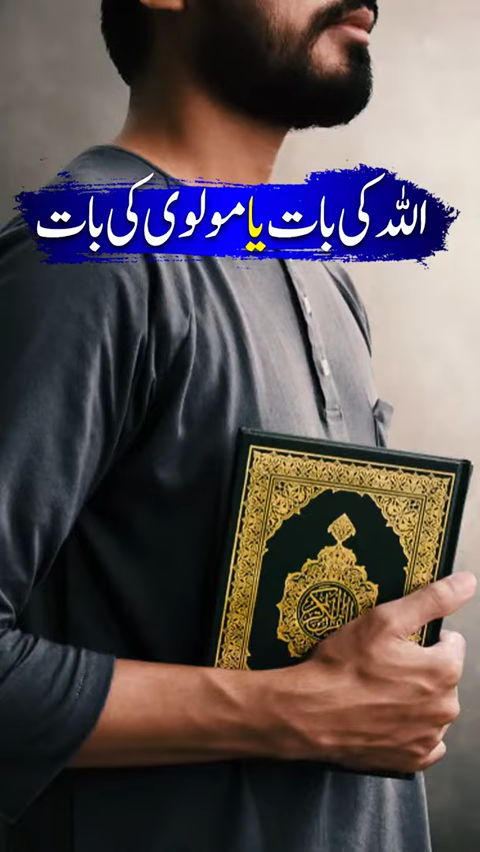 اللہ کی بات یا مولوی کی بات